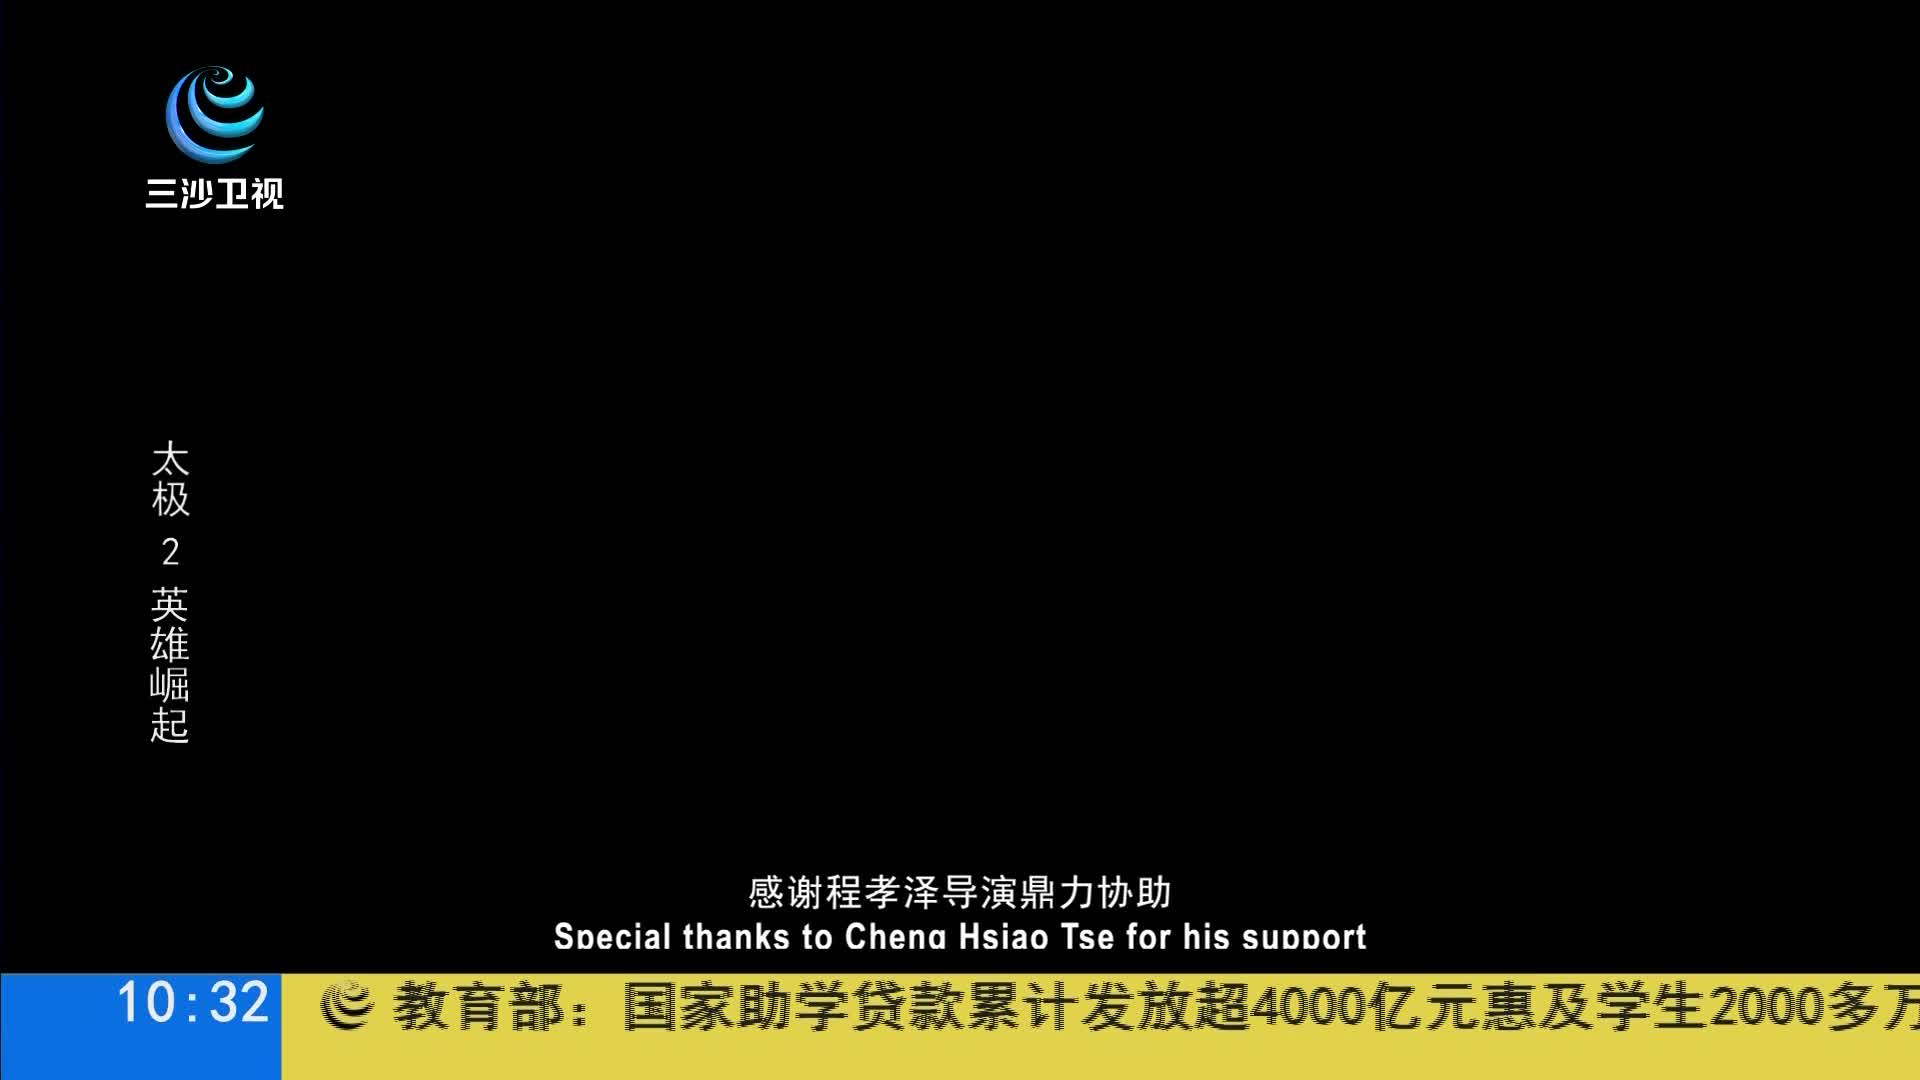 三沙卫视
太极2英雄崛起
感谢程孝泽导演鼎力协助
Special thanks to Cheng Hsiao Tse for his support
10:32
教育部：国家助学贷款累计发放超4000亿元惠及学生2000多万